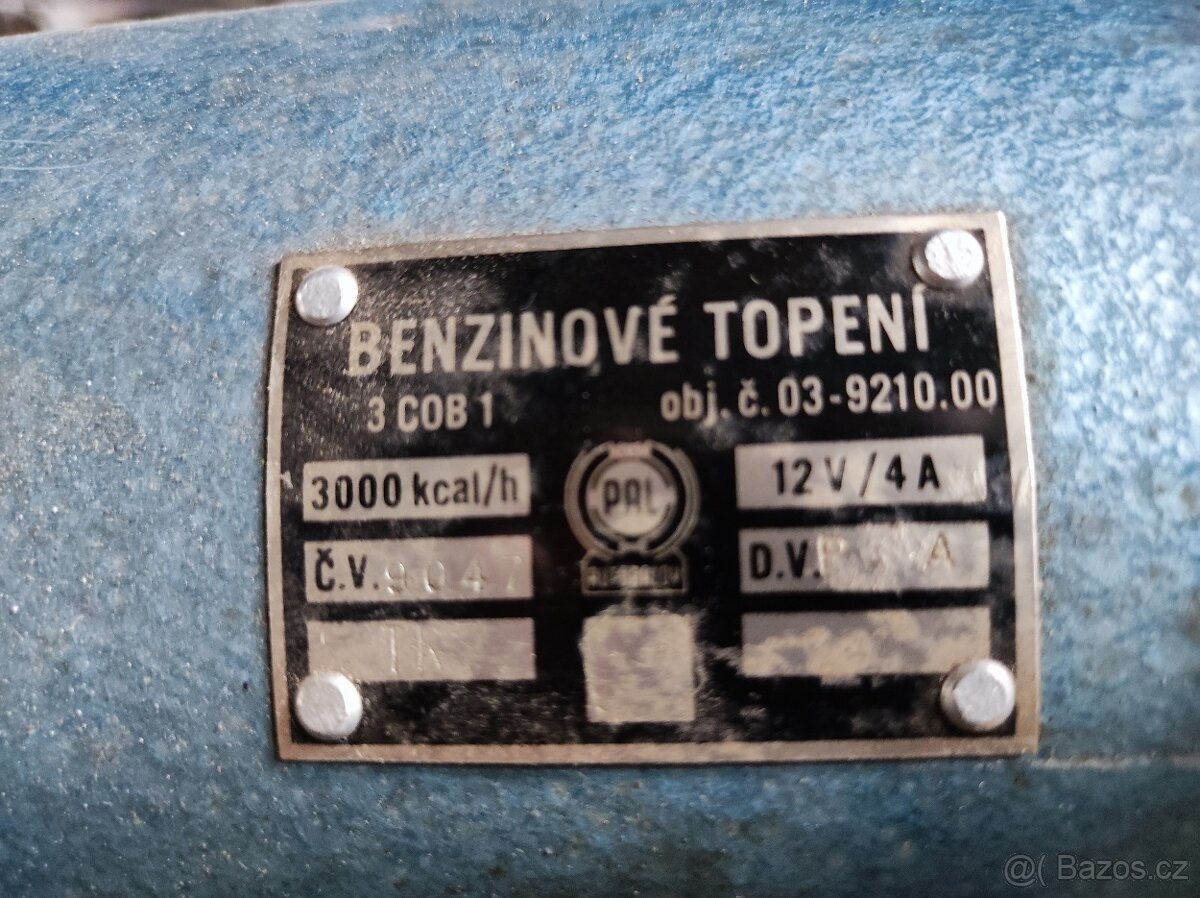 BENZINOVÉ TOPENÍ
3 COB 1 obj. č. 03-9210.00
3000 kcal/h PAL 12 V / 4 A
Č.V. 9047 D.V.
@( Bazos.cz